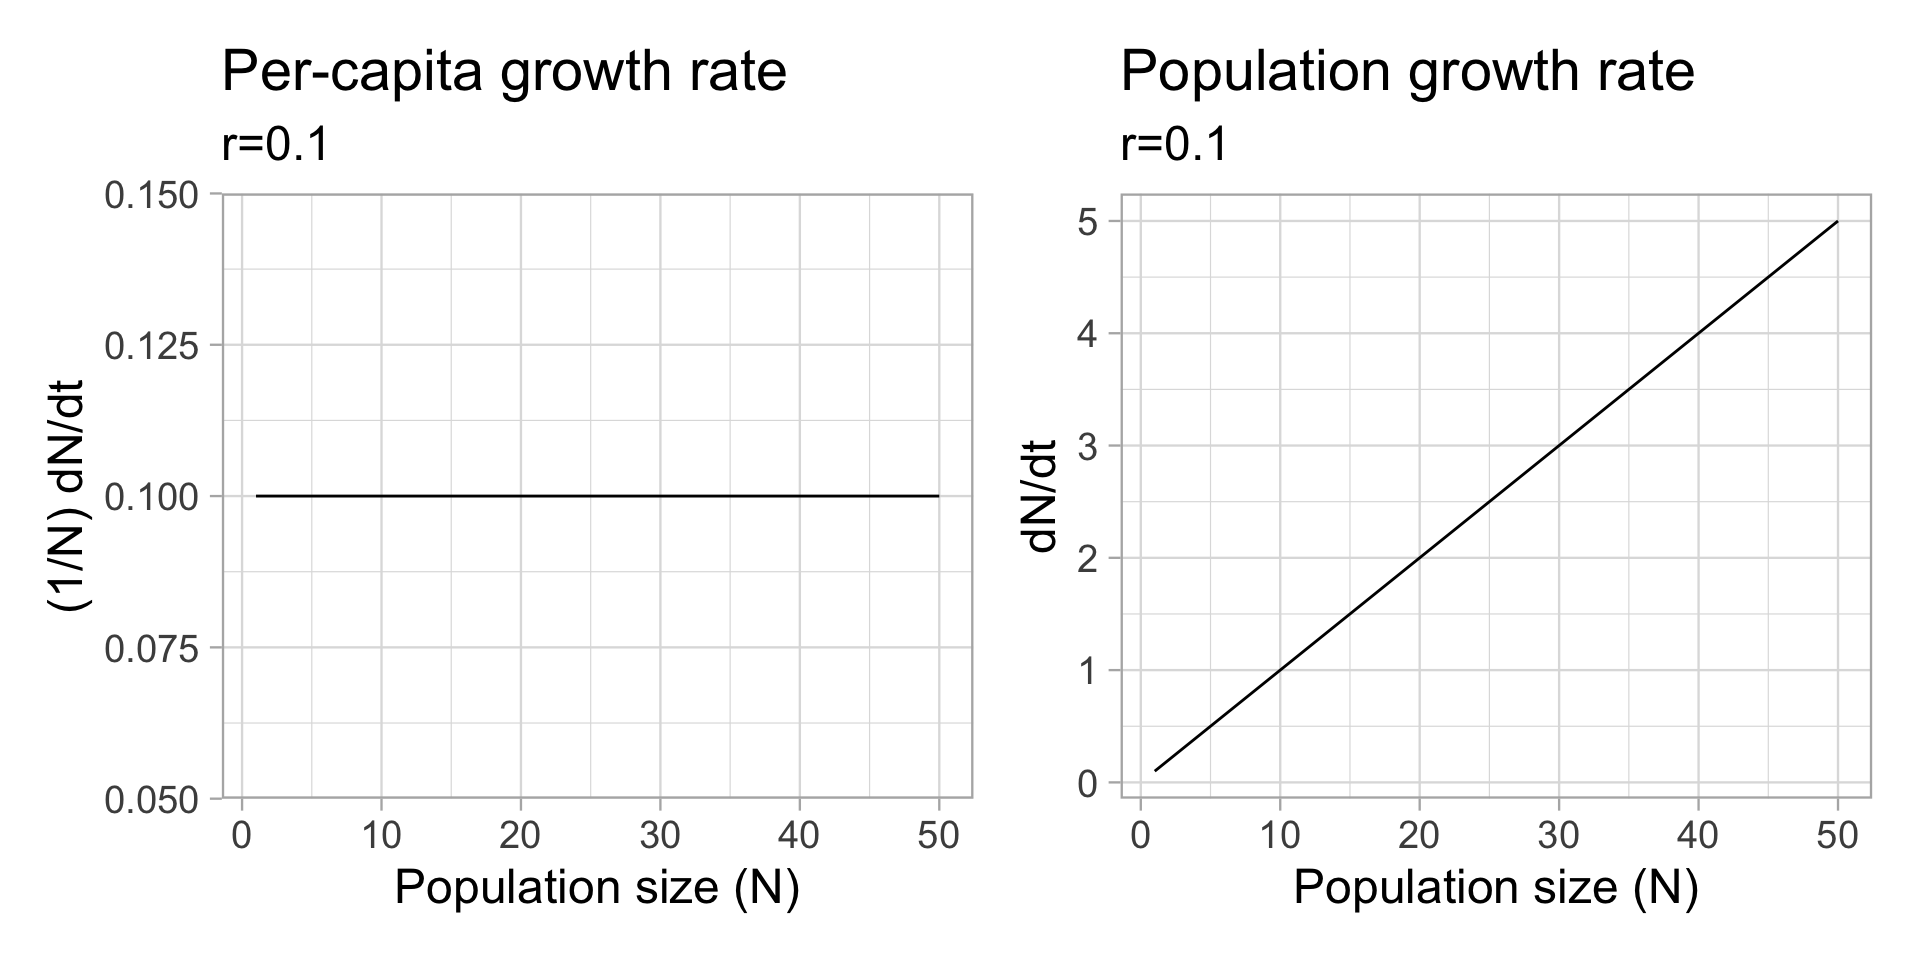 Per-capita growth rate
r=0.1
0.150
0.125
0.100
0.075
0.050
(1/N) dN/dt
0 10 20 30 40 50
Population size (N)
Population growth rate
r=0.1
5
4
3
2
1
0
dN/dt
0 10 20 30 40 50
Population size (N)